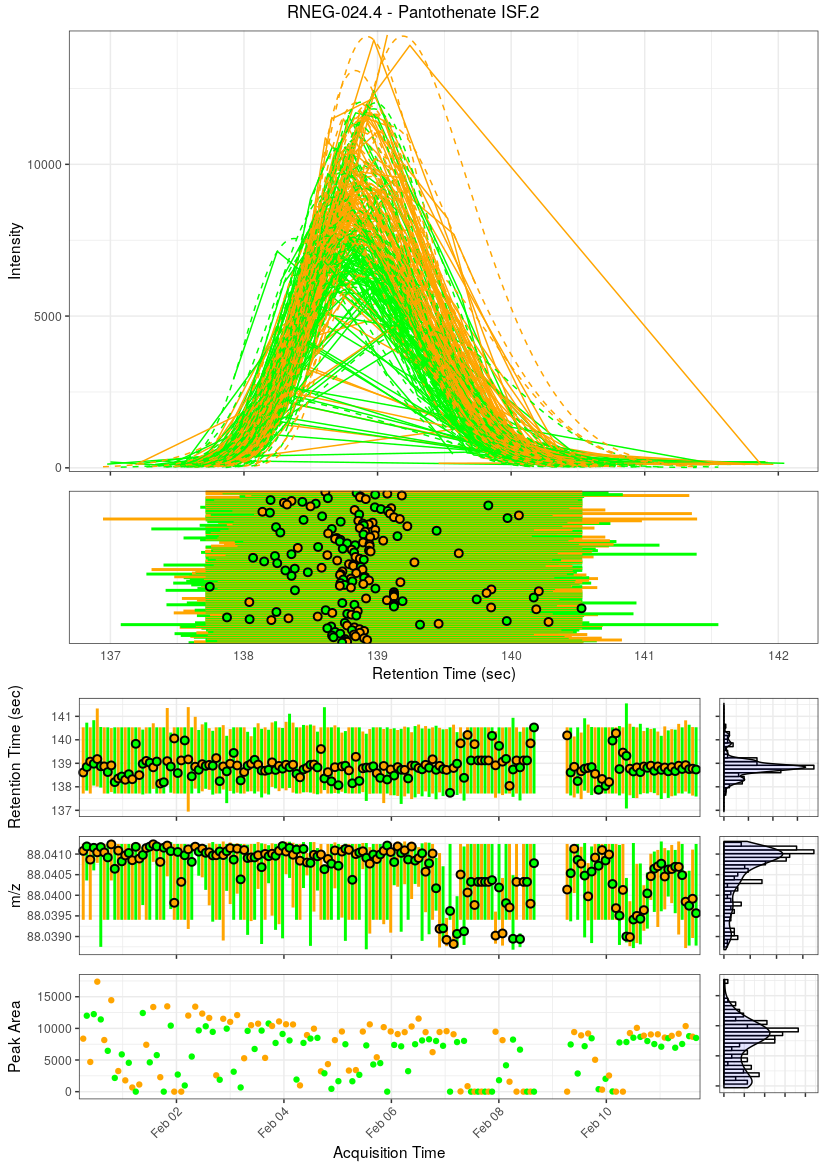 RNEG-024.4 - Pantothenate ISF.2
Intensity
10000
5000
0
137 138 139 140 141 142
Retention Time (sec)
Retention Time (sec)
141
140
139
138
137
m/z
88.0410
88.0405
88.0400
88.0395
88.0390
Peak Area
15000
10000
5000
0
Feb 02 Feb 04 Feb 06 Feb 08 Feb 10
Acquisition Time